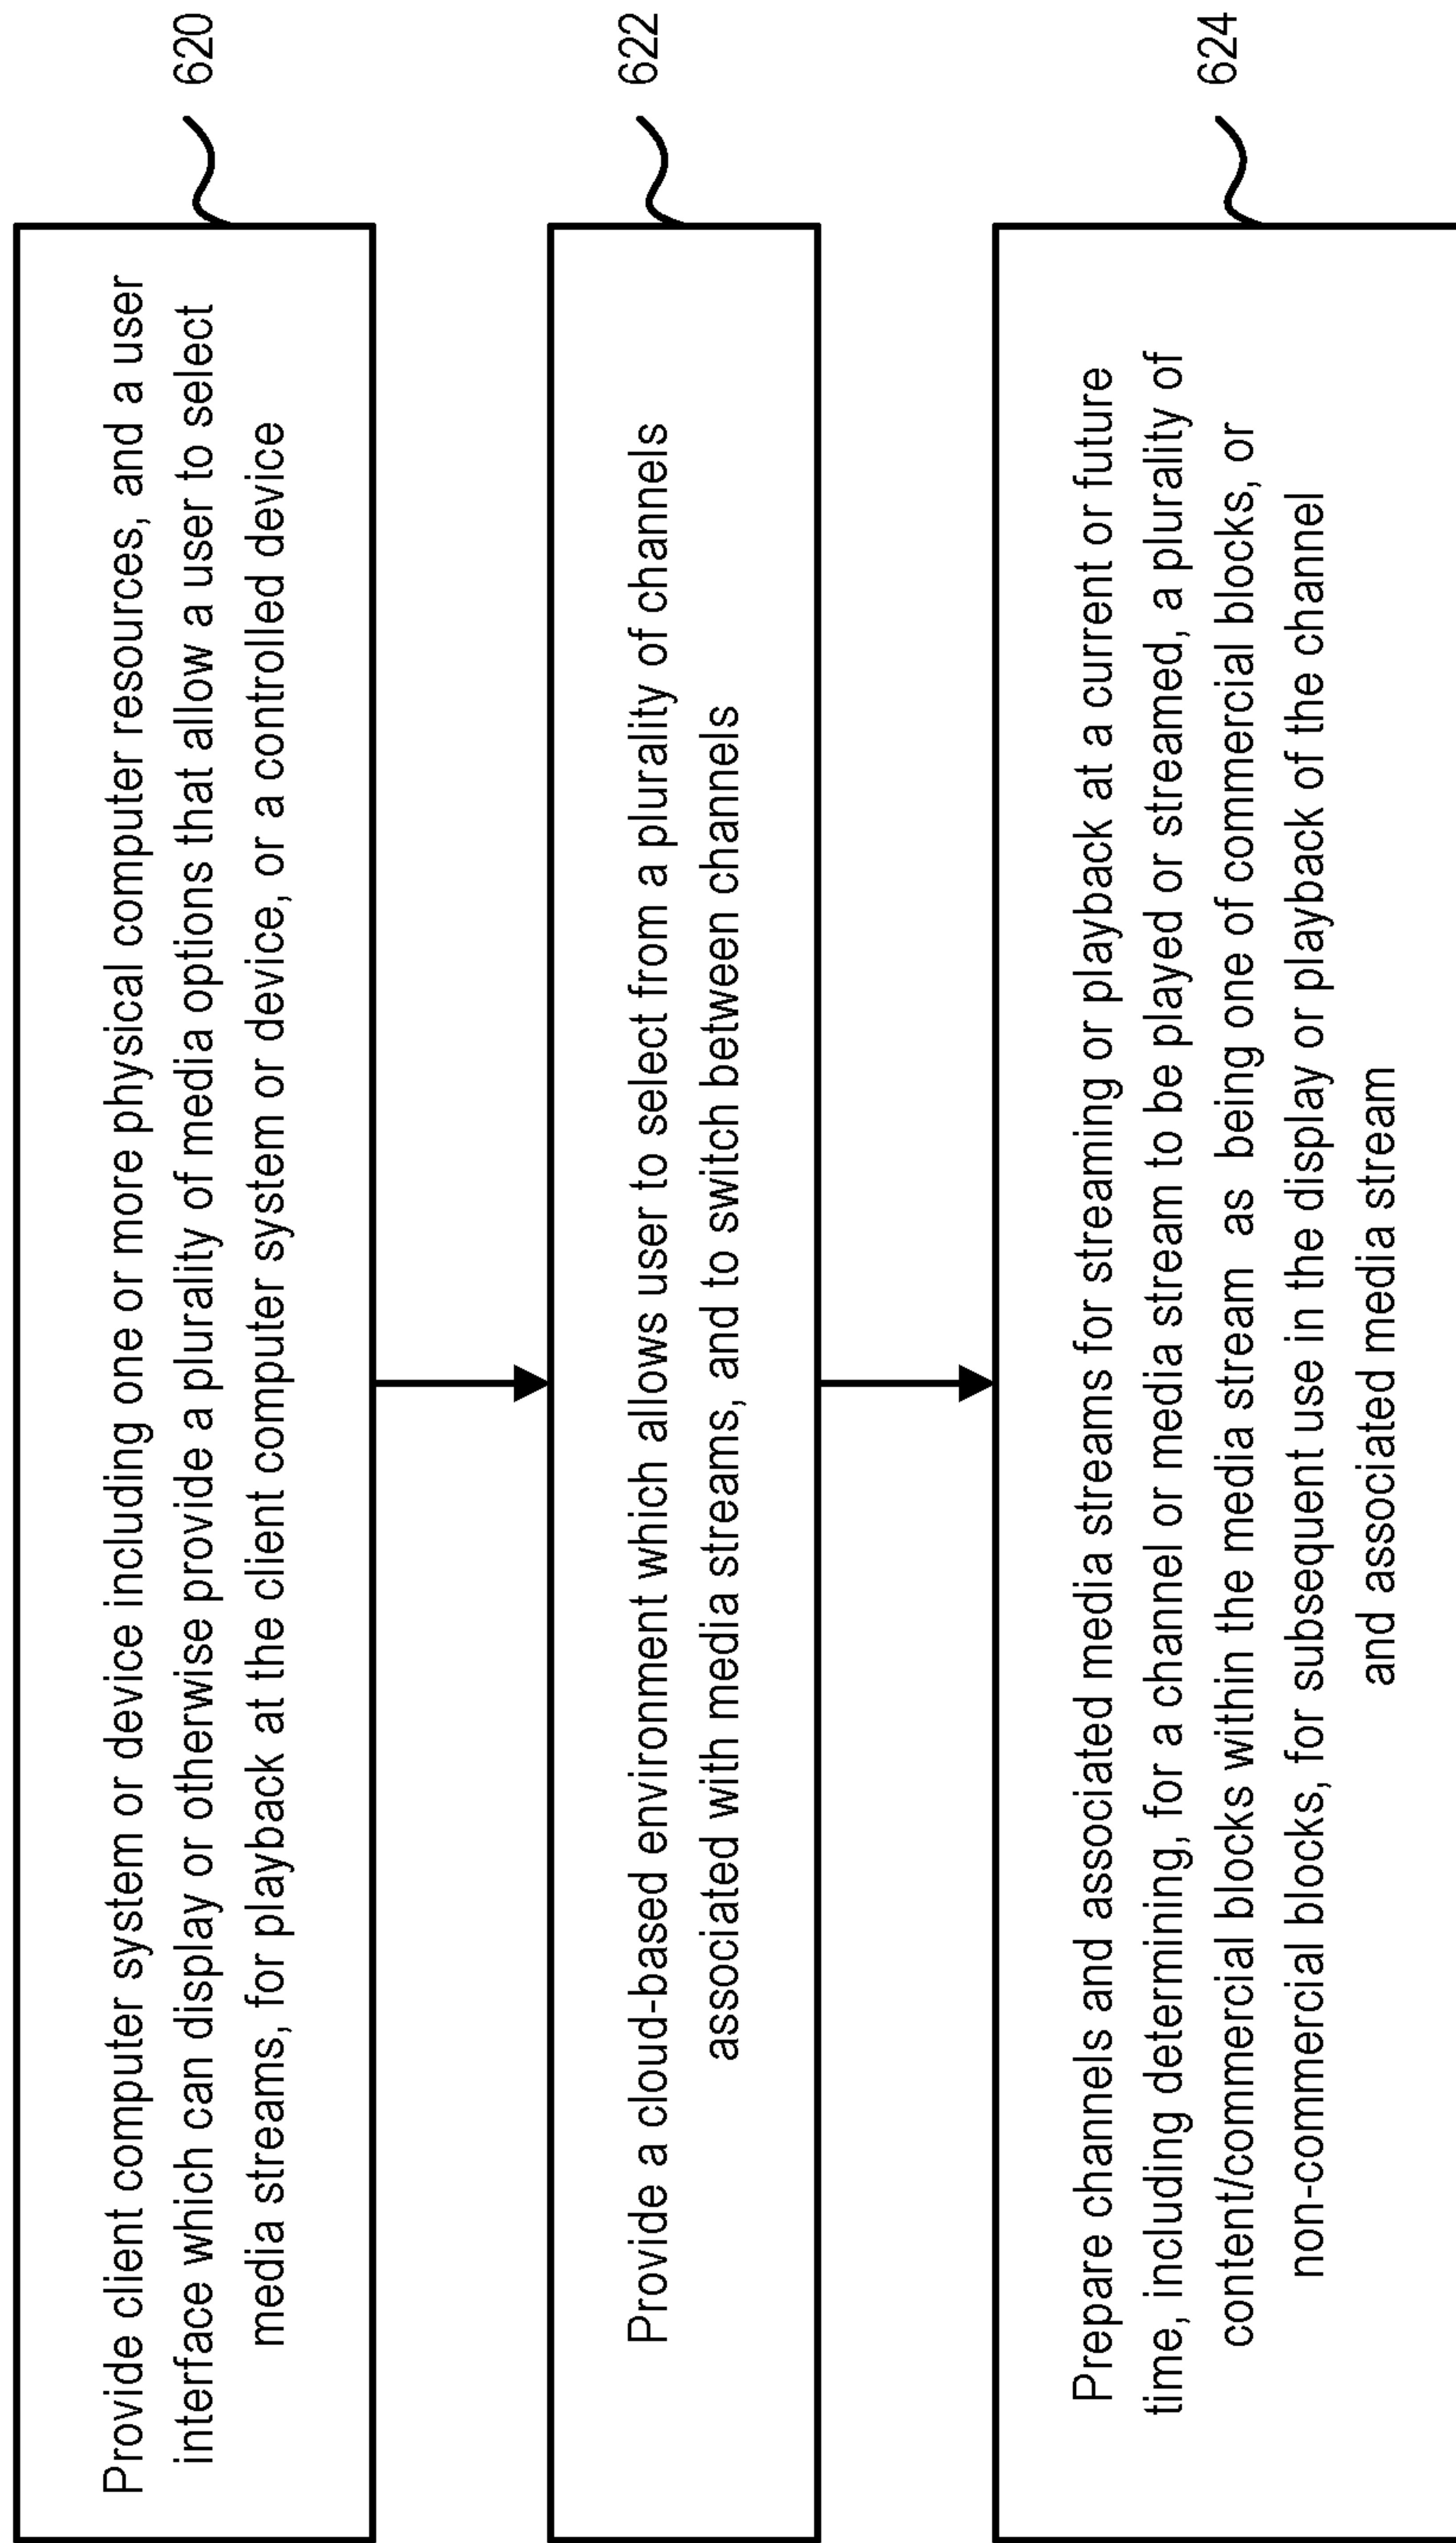 Provide client computer system or device including one or more physical computer resources, and a user
interface which can display or otherwise provide a plurality of media options that allow a user to select
media streams, for playback at the client computer system or device, or a controlled device
620
Provide a cloud-based environment which allows user to select from a plurality of channels
associated with media streams, and to switch between channels
622
Prepare channels and associated media streams for streaming or playback at a current or future
time, including determining, for a channel or media stream to be played or streamed, a plurality of
content/commercial blocks within the media stream as being one of commercial blocks, or
non-commercial blocks, for subsequent use in the display or playback of the channel
and associated media stream
624